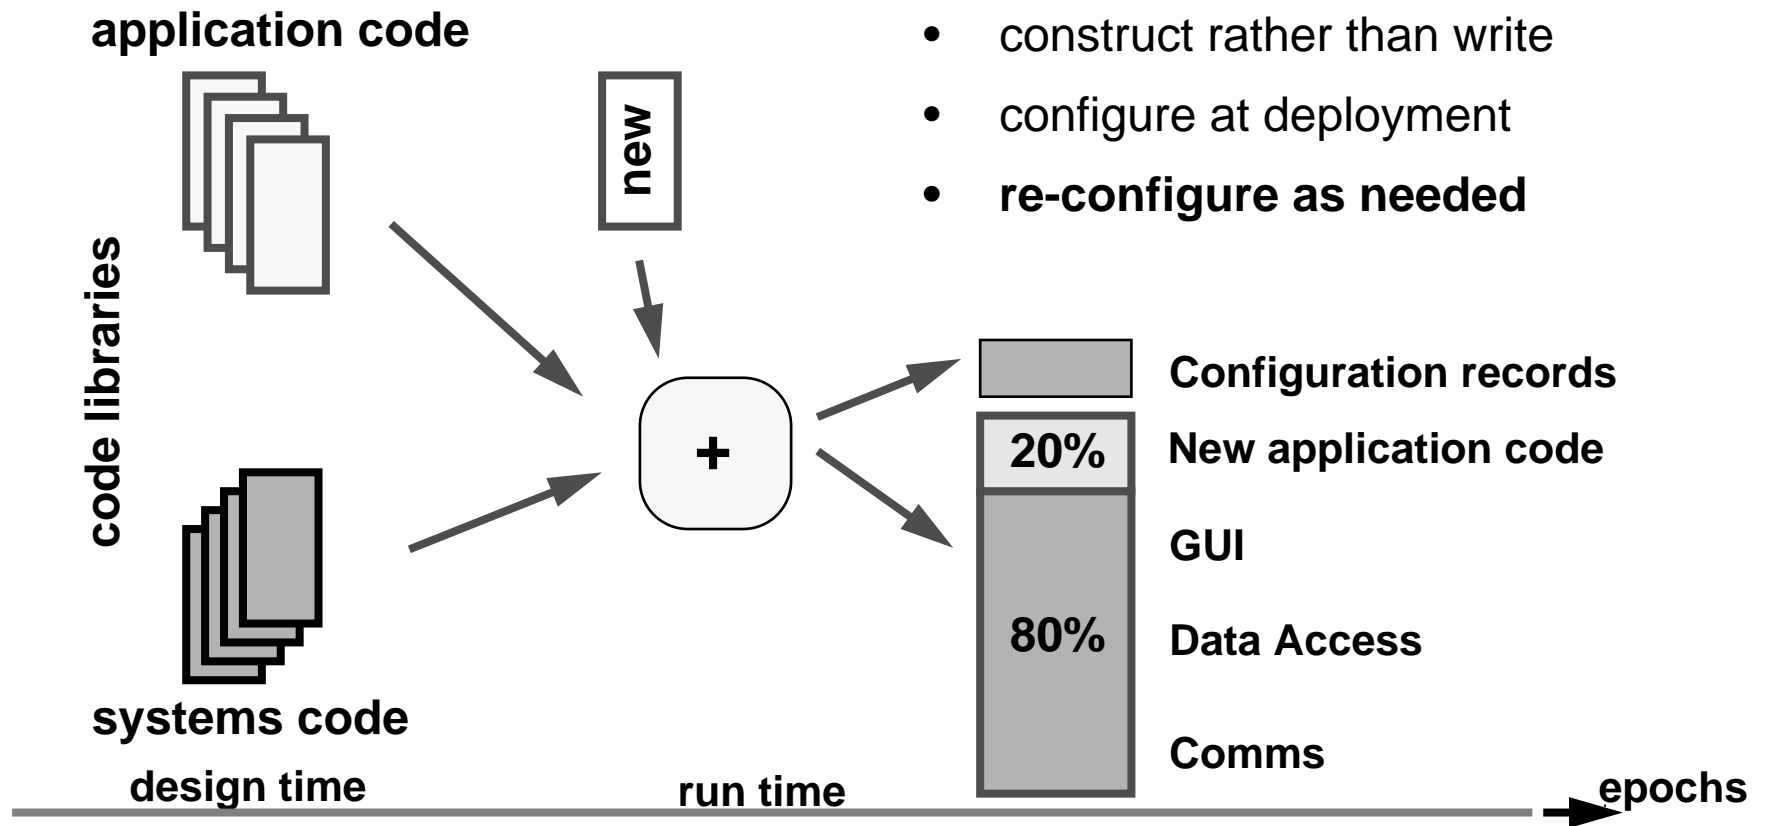 application code
• construct rather than write
• configure at deployment
• re-configure as needed
new
code libraries
+
Configuration records
20%
New application code
GUI
80%
Data Access
Comms
systems code
design time
run time
epochs